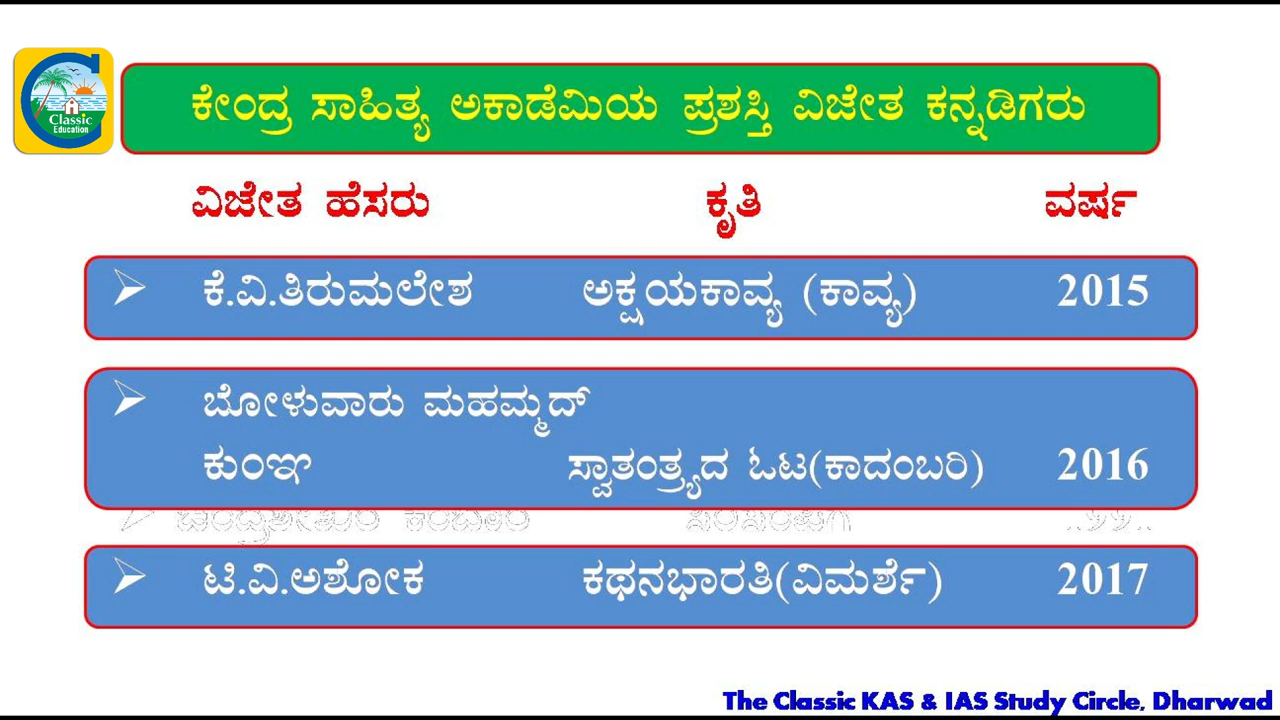 Classic
Education
ಕೇಂದ್ರ ಸಾಹಿತ್ಯ ಅಕಾಡೆಮಿಯ ಪ್ರಶಸ್ತಿ ವಿಜೇತ ಕನ್ನಡಿಗರು
ವಿಜೇತ ಹೆಸರು ಕೃತಿ ವರ್ಷ
➢ ಕೆ.ವಿ.ತಿರುಮಲೇಶ ಅಕ್ಷಯಕಾವ್ಯ (ಕಾವ್ಯ) 2015
➢ ಬೋಳುವಾರು ಮಹಮ್ಮದ್
ಕುಂಞ ಸ್ವಾತಂತ್ರ್ಯದ ಓಟ(ಕಾದಂಬರಿ) 2016
➢ ಟಿ.ವಿ.ಅಶೋಕ ಕಥನಭಾರತಿ(ವಿಮರ್ಶೆ) 2017
The Classic KAS & IAS Study Circle, Dharwad